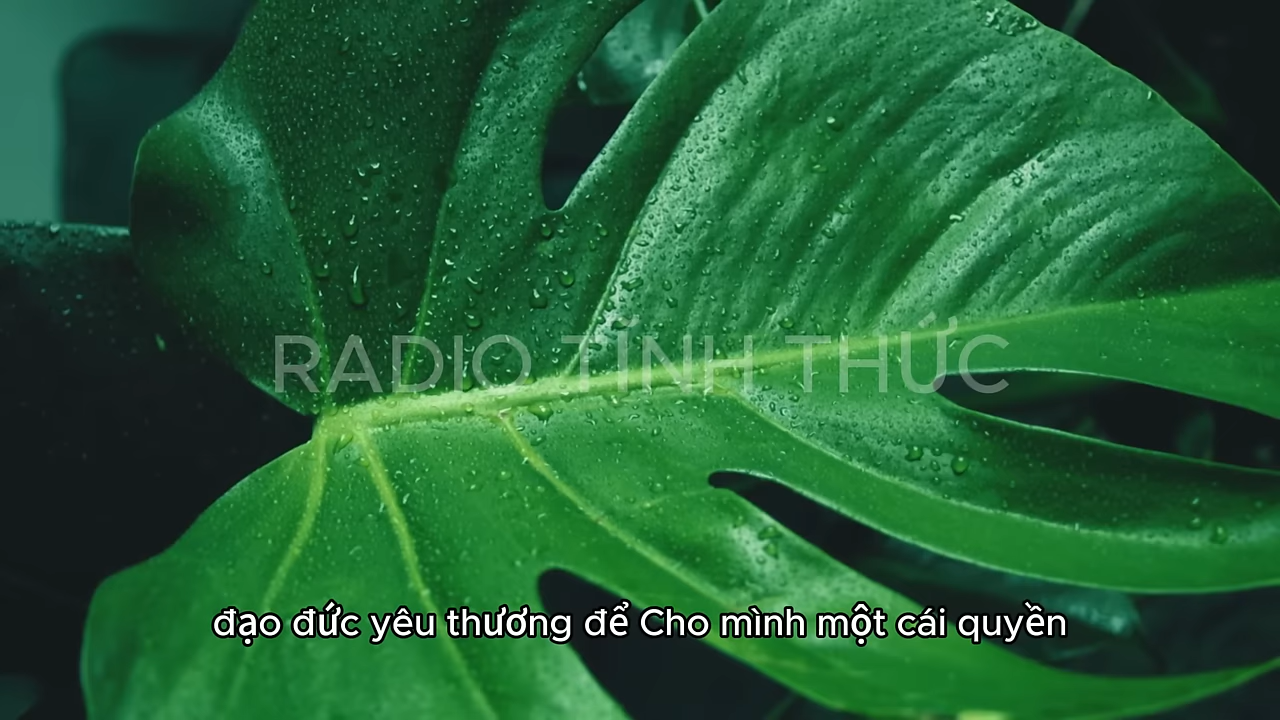 RADIO TỈNH THỨC
đạo đức yêu thương để Cho mình một cái quyền